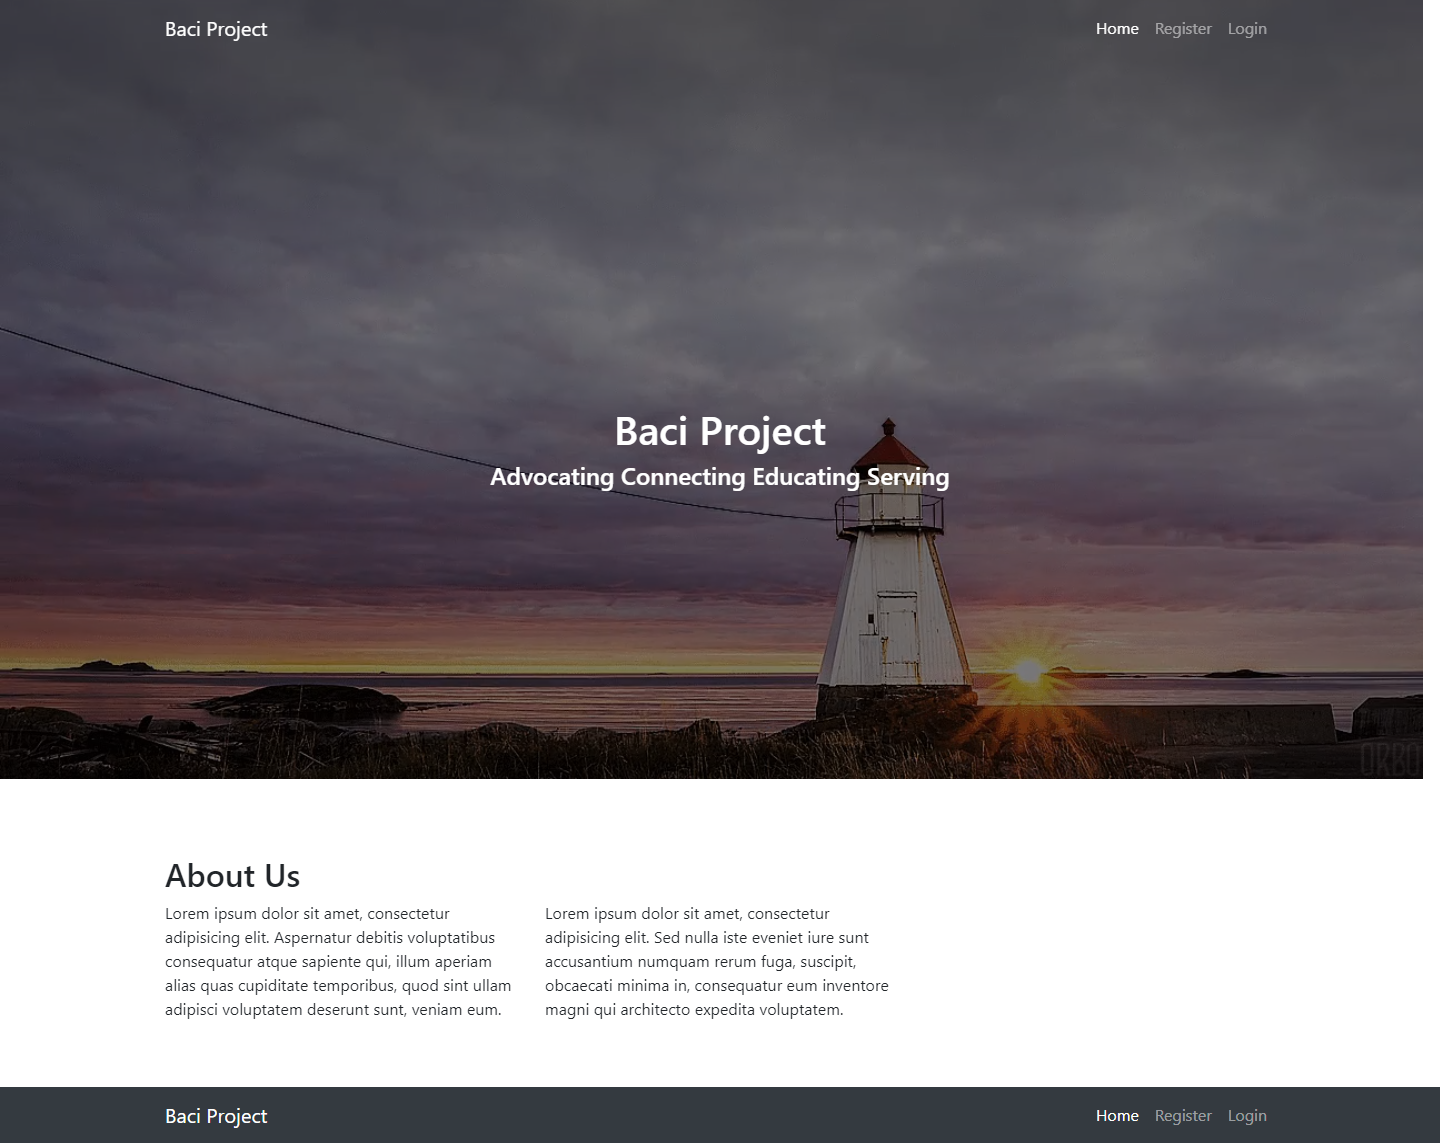 Baci Project
Home Register Login
Baci Project
Advocating Connecting Educating Serving
ORBO
About Us
Lorem ipsum dolor sit amet, consectetur
adipisicing elit. Aspernatur debitis voluptatibus
consequatur atque sapiente qui, illum aperiam
alias quas cupiditate temporibus, quod sint ullam
adipisci voluptatem deserunt sunt, veniam eum.
Lorem ipsum dolor sit amet, consectetur
adipisicing elit. Sed nulla iste eveniet iure sunt
accusantium numquam rerum fuga, suscipit,
obcaecati minima in, consequatur eum inventore
magni qui architecto expedita voluptatem.
Baci Project
Home Register Login